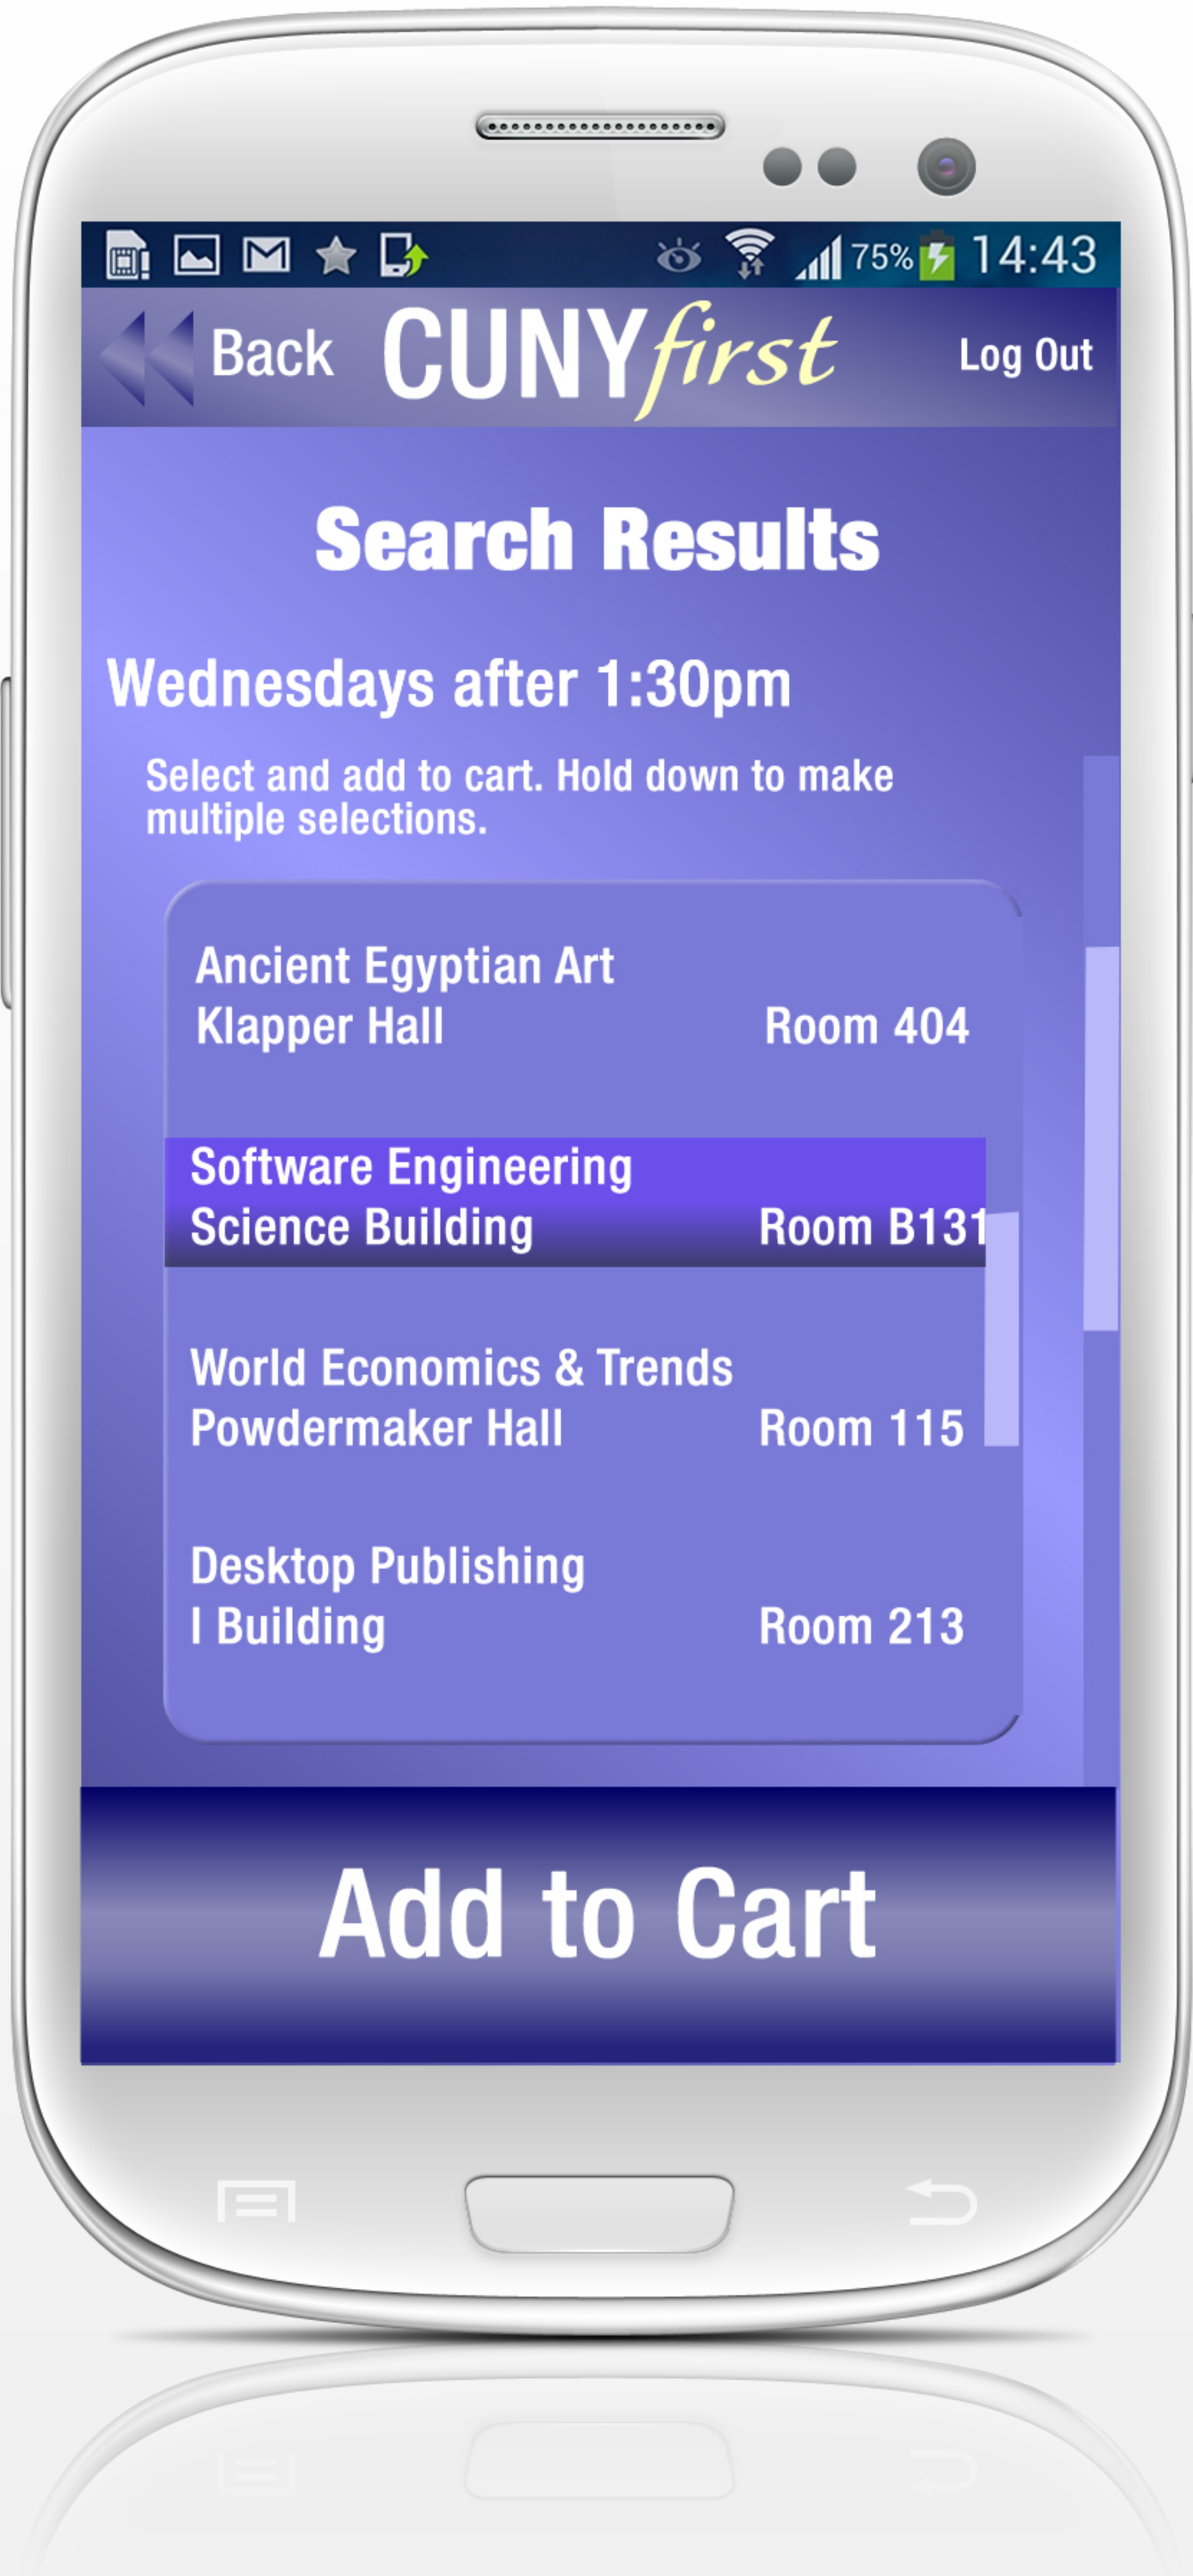 75% 14:43
Back CUNYfirst Log Out
Search Results
Wednesdays after 1:30pm
Select and add to cart. Hold down to make
multiple selections.
Ancient Egyptian Art
Klapper Hall Room 404
Software Engineering
Science Building Room B131
World Economics & Trends
Powdermaker Hall Room 115
Desktop Publishing
I Building Room 213
Add to Cart